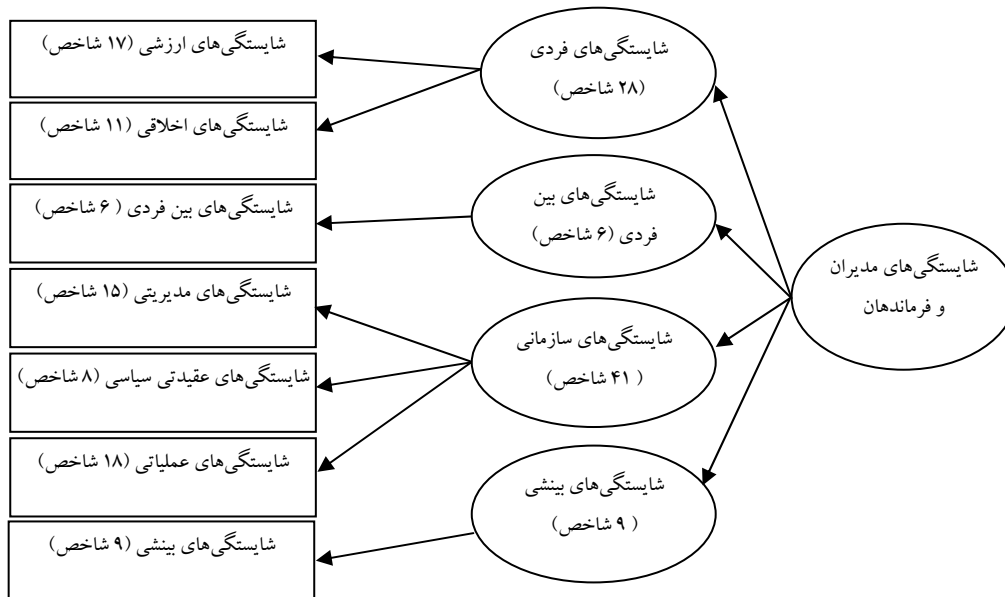 شایستگی‌های مدیران
و فرماندهان
شایستگی‌های فردی
(۲۸ شاخص)
شایستگی‌های بین
فردی (۶ شاخص)
شایستگی‌های سازمانی
( ۴۱ شاخص)
شایستگی‌های بینشی
( ۹ شاخص)
شایستگی‌های ارزشی (۱۷ شاخص)
شایستگی‌های اخلاقی (۱۱ شاخص)
شایستگی‌های بین فردی ( ۶ شاخص)
شایستگی‌های مدیریتی (۱۵ شاخص)
شایستگی‌های عقیدتی سیاسی (۸ شاخص)
شایستگی‌های عملیاتی (۱۸ شاخص)
شایستگی‌های بینشی (۹ شاخص)